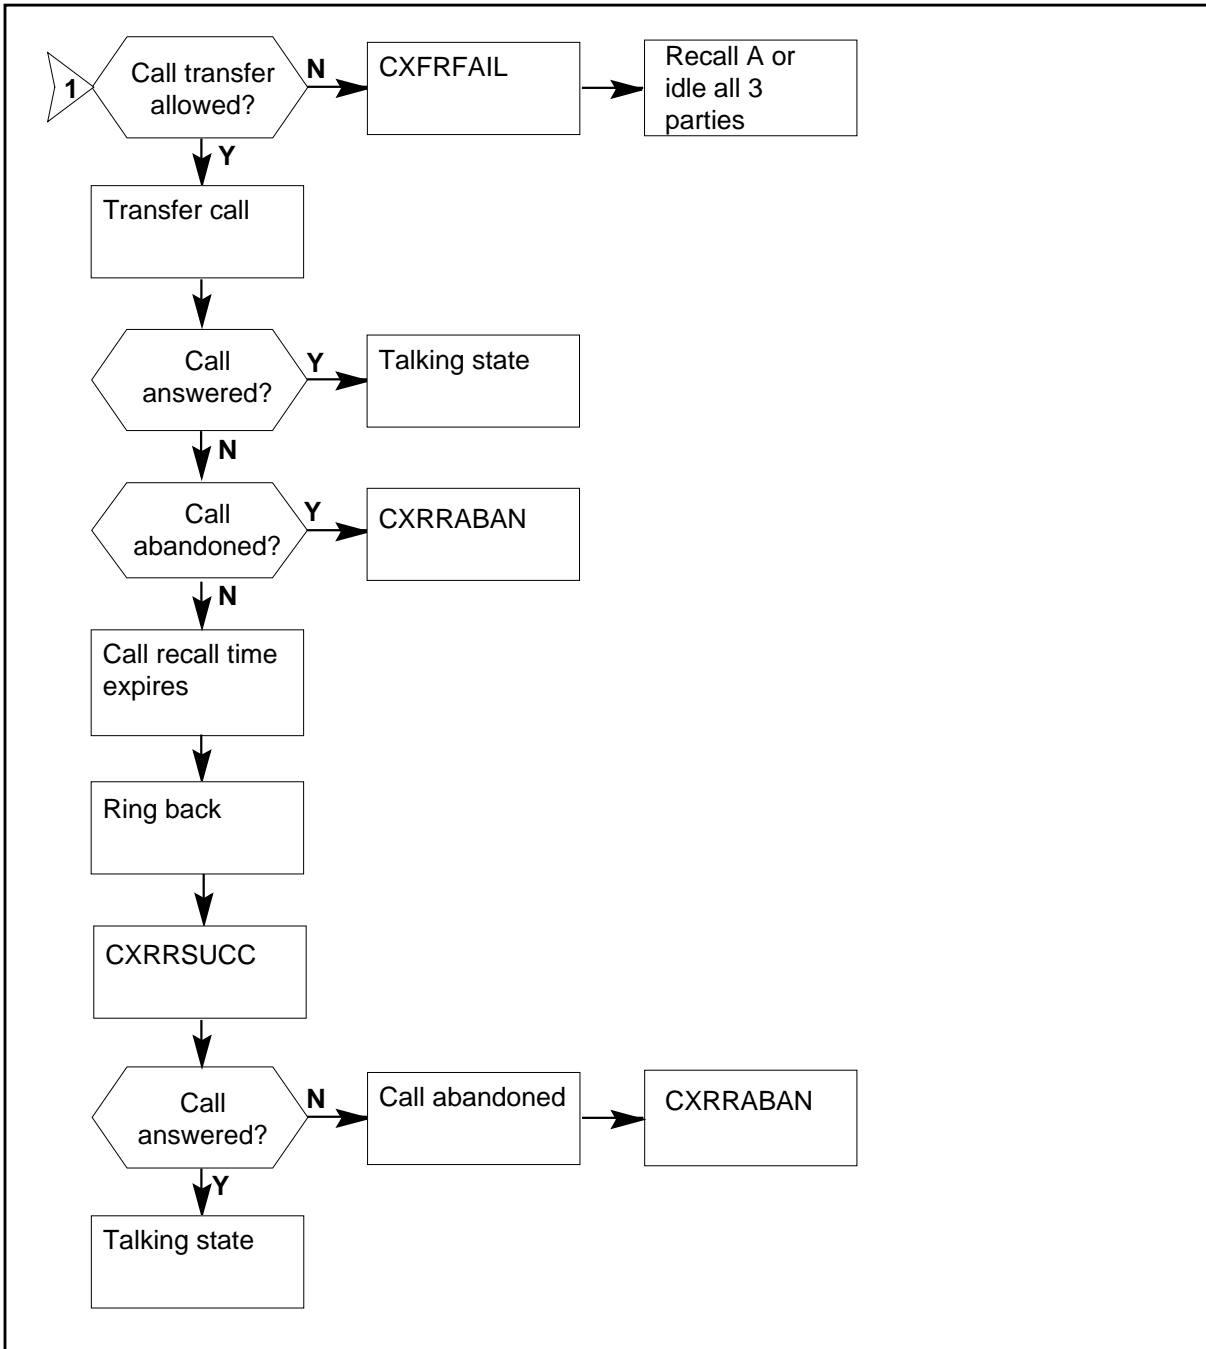 1
Call transfer
allowed?
N
CXFRFAIL
Recall A or
idle all 3
parties
Y
Transfer call
Call
answered?
Y
Talking state
N
Call
abandoned?
Y
CXRRABAN
N
Call recall time
expires
Ring back
CXRRSUCC
Call
answered?
N
Call abandoned
CXRRABAN
Y
Talking state